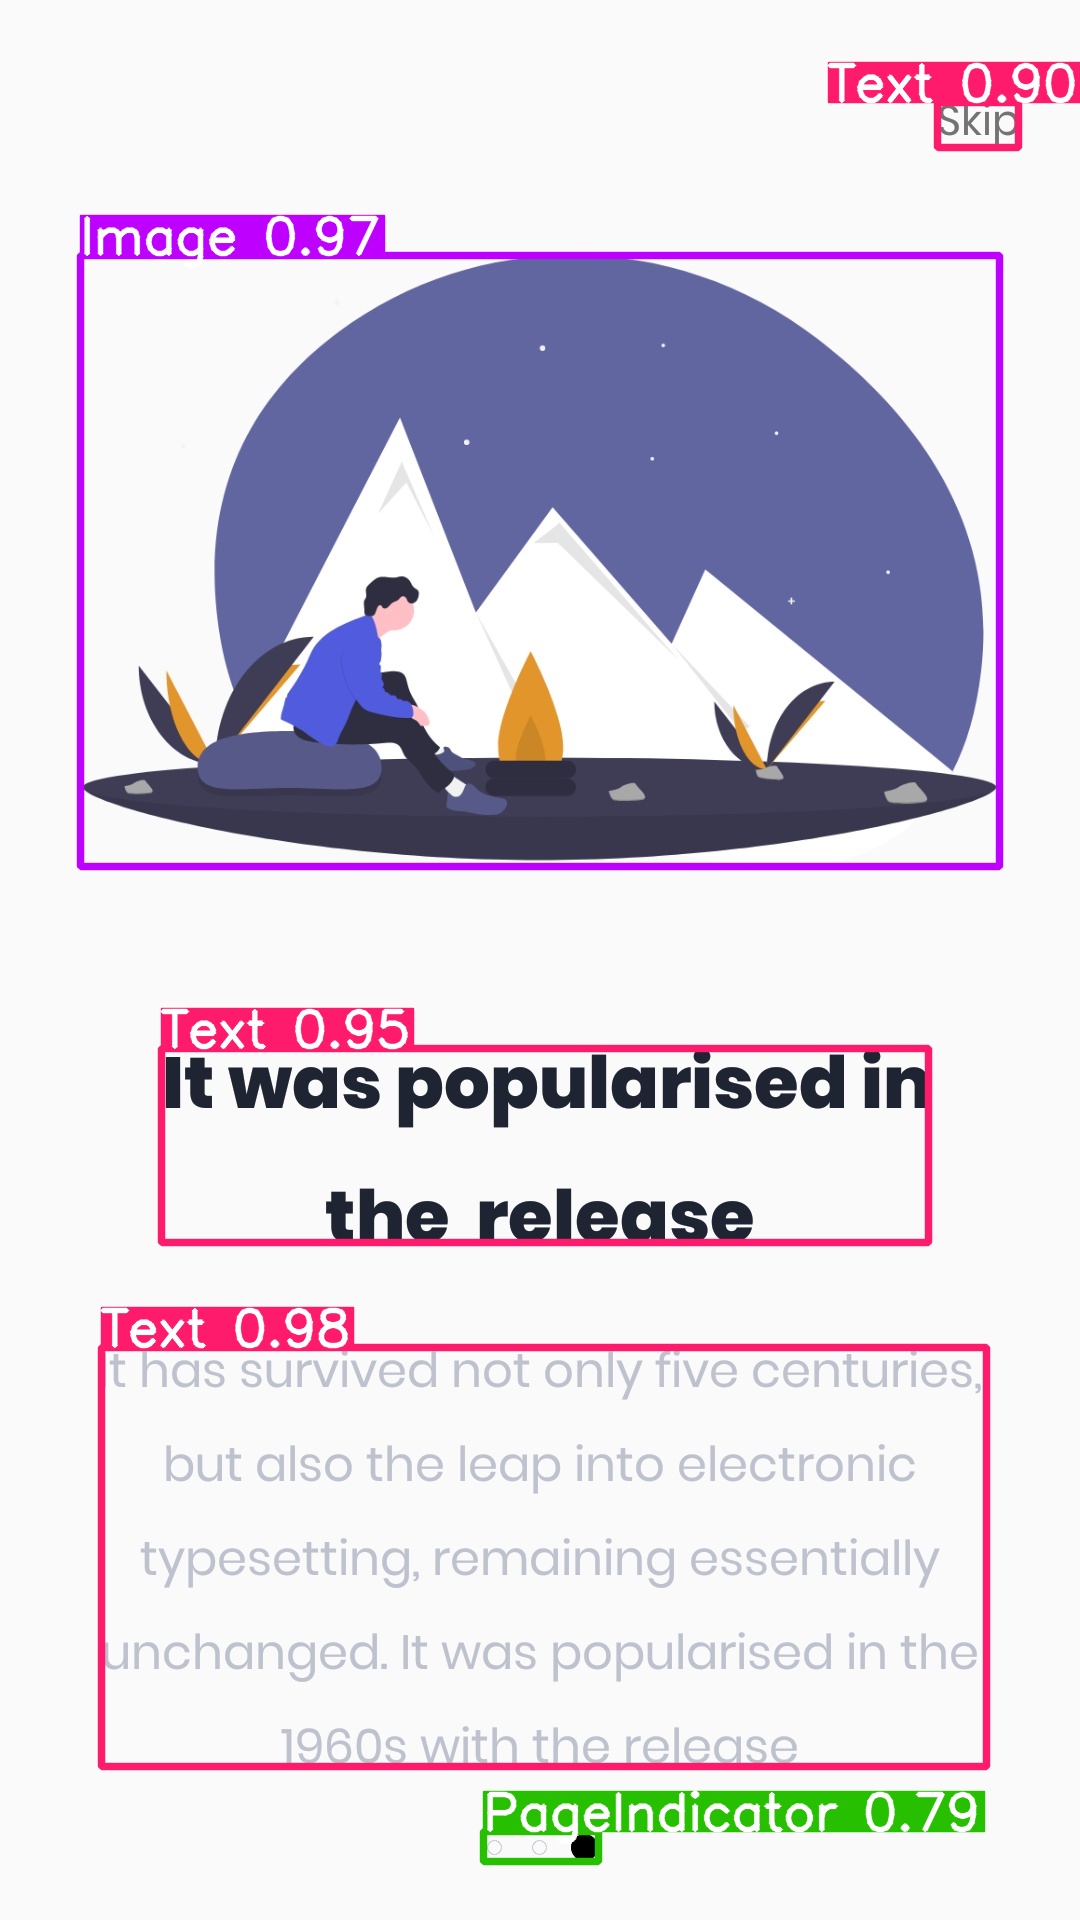 Text 0.90
Skip
Image 0.97
Text 0.95
It was popularised in
the release
Text 0.98
It has survived not only five centuries,
but also the leap into electronic
typesetting, remaining essentially
unchanged. It was popularised in the
1960s with the release
PageIndicator 0.79